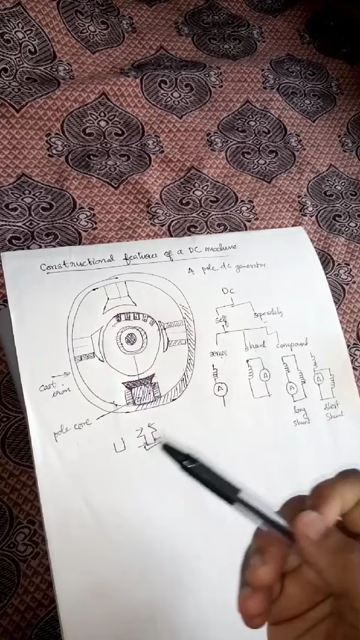 Constructional features of a DC machine
4 pole dc generator
DC
self
seperately
series
shunt
compound
A
A
A
A
long
shunt
short
shunt
cast
iron
pole core